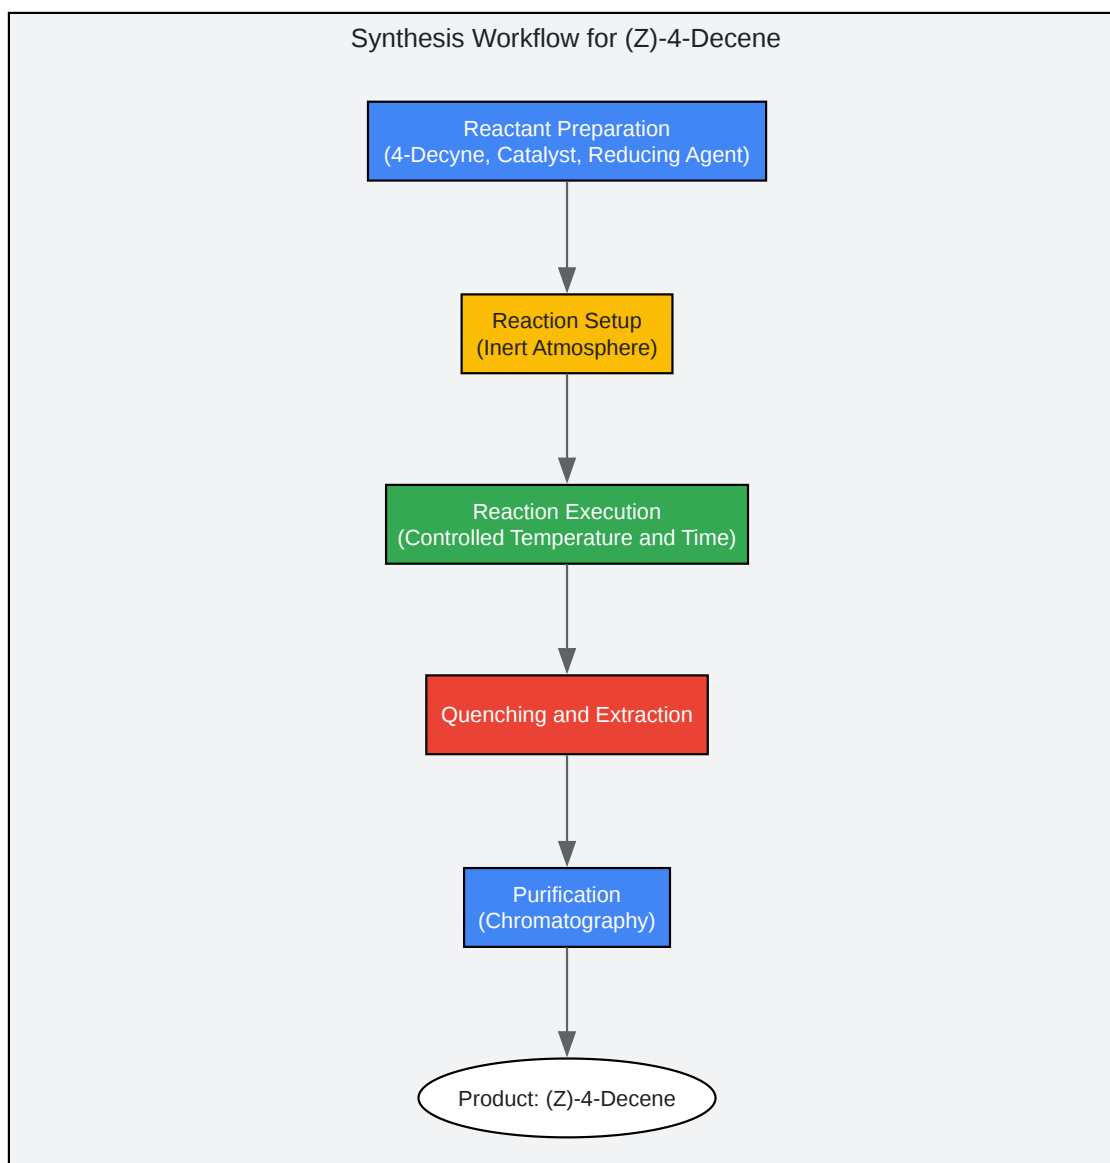 Synthesis Workflow for (Z)-4-Decene
Reactant Preparation
(4-Decyne, Catalyst, Reducing Agent)
Reaction Setup
(Inert Atmosphere)
Reaction Execution
(Controlled Temperature and Time)
Quenching and Extraction
Purification
(Chromatography)
Product: (Z)-4-Decene